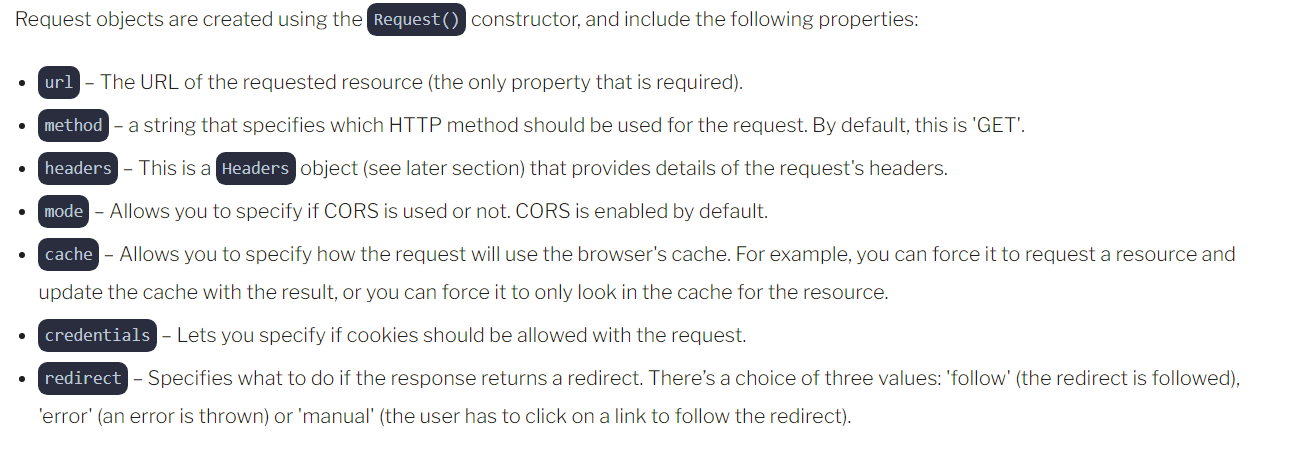 Request objects are created using the Request() constructor, and include the following properties:
• url – The URL of the requested resource (the only property that is required).
• method – a string that specifies which HTTP method should be used for the request. By default, this is 'GET'.
• headers – This is a Headers object (see later section) that provides details of the request's headers.
• mode – Allows you to specify if CORS is used or not. CORS is enabled by default.
• cache – Allows you to specify how the request will use the browser's cache. For example, you can force it to request a resource and
update the cache with the result, or you can force it to only look in the cache for the resource.
• credentials – Lets you specify if cookies should be allowed with the request.
• redirect – Specifies what to do if the response returns a redirect. There’s a choice of three values: 'follow' (the redirect is followed),
'error' (an error is thrown) or 'manual' (the user has to click on a link to follow the redirect).